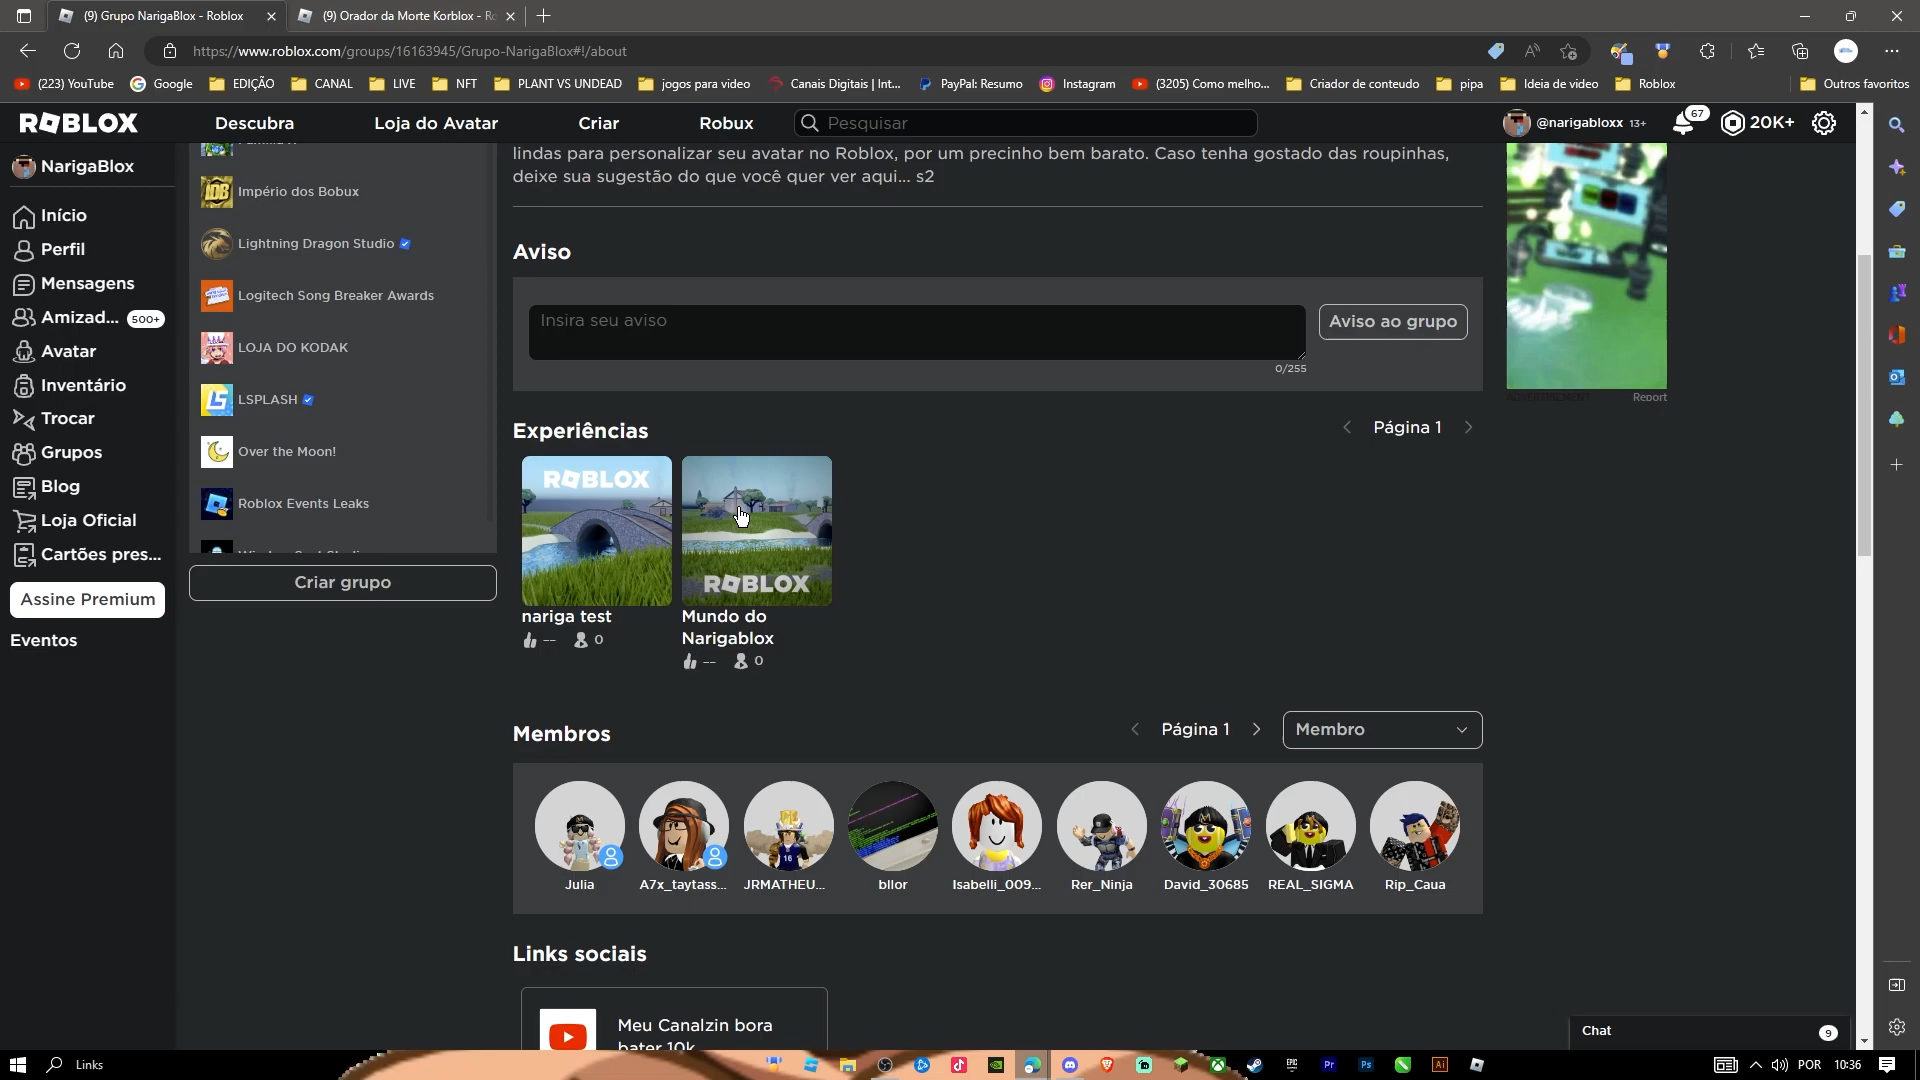 (9) Grupo NarigaBlox - Roblox
(9) Orador da Morte Korblox - Ro
https://www.roblox.com/groups/16163945/Grupo-NarigaBlox#!/about
(223) YouTube
Google
EDIÇÃO
CANAL
LIVE
NFT
PLANT VS UNDEAD
jogos para video
Canais Digitais | Int...
PayPal: Resumo
Instagram
(3205) Como melho...
Criador de conteudo
pipa
Ideia de video
Roblox
Outros favoritos
ROBLOX
Descubra
Loja do Avatar
Criar
Robux
Pesquisar
@narigabloxx 13+
67
20K+
NarigaBlox
Início
Perfil
Mensagens
Amizad... 500+
Avatar
Inventário
Trocar
Grupos
Blog
Loja Oficial
Cartões pres...
Assine Premium
Eventos
Império dos Bobux
Lightning Dragon Studio
Logitech Song Breaker Awards
LOJA DO KODAK
LSPLASH
Over the Moon!
Roblox Events Leaks
Criar grupo
lindas para personalizar seu avatar no Roblox, por um precinho bem barato. Caso tenha gostado das roupinhas,
deixe sua sugestão do que você quer ver aqui... s2
Aviso
Insira seu aviso
Aviso ao grupo
0/255
ADVERTISEMENT
Report
Experiências
Página 1
ROBLOX
nariga test
-- 0
ROBLOX
Mundo do
Narigablox
-- 0
Membros
Página 1
Membro
Julia
A7x_taytass...
JRMATHEU...
bllor
Isabelli_009...
Rer_Ninja
David_30685
REAL_SIGMA
Rip_Caua
Links sociais
Meu Canalzin bora
bater 10k
Chat
9
Links
POR
10:36